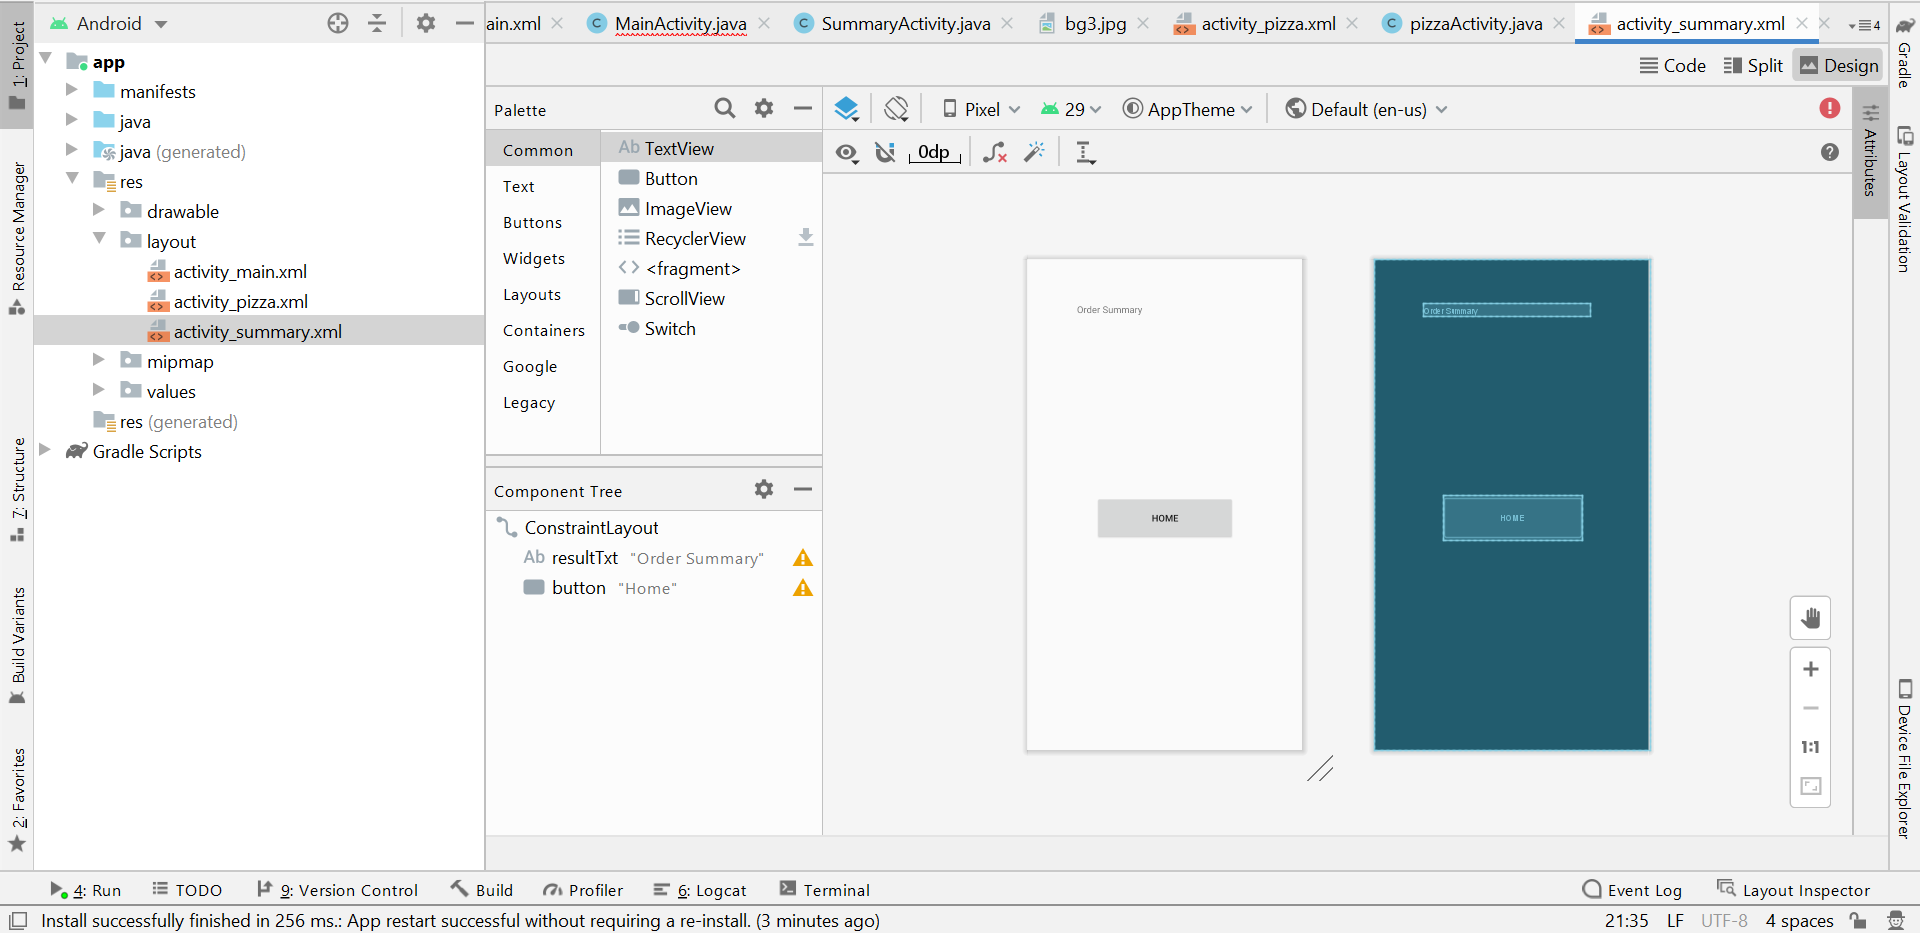 Android
ain.xml
MainActivity.java
SummaryActivity.java
bg3.jpg
activity_pizza.xml
pizzaActivity.java
activity_summary.xml
4
Code
Split
Design
1: Project
Resource Manager
7: Structure
Build Variants
2: Favorites
app
manifests
java
java (generated)
res
drawable
layout
activity_main.xml
activity_pizza.xml
activity_summary.xml
mipmap
values
res (generated)
Gradle Scripts
Palette
Common
Text
Buttons
Widgets
Layouts
Containers
Google
Legacy
Ab TextView
Button
ImageView
RecyclerView
<fragment>
ScrollView
Switch
Component Tree
ConstraintLayout
Ab resultTxt "Order Summary"
button "Home"
Pixel
29
AppTheme
Default (en-us)
0dp
Order Summary
HOME
Order Summary
HOME
1:1
Attributes
Gradle
Layout Validation
Device File Explorer
4: Run
TODO
9: Version Control
Build
Profiler
6: Logcat
Terminal
Event Log
Layout Inspector
Install successfully finished in 256 ms.: App restart successful without requiring a re-install. (3 minutes ago)
21:35 LF UTF-8 4 spaces